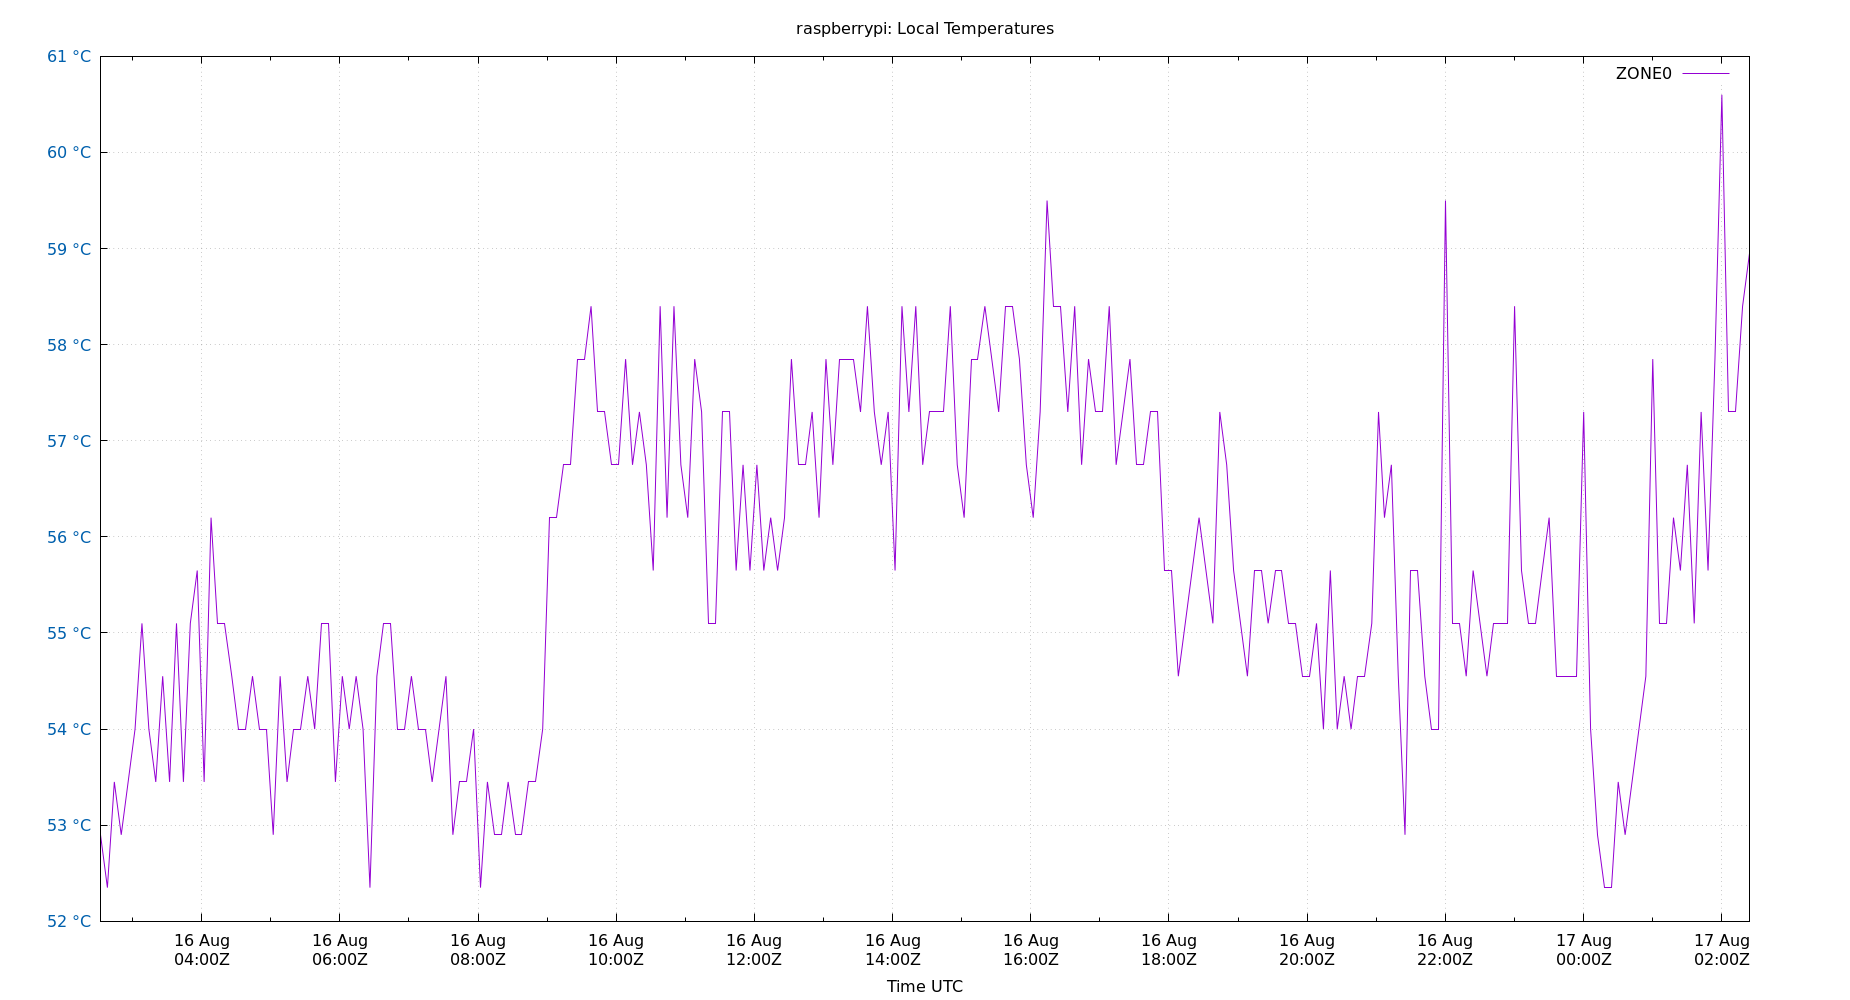 raspberrypi: Local Temperatures
61 °C
ZONE0
60 °C
59 °C
58 °C
57 °C
56 °C
55 °C
54 °C
53 °C
52 °C
16 Aug 16 Aug 16 Aug 16 Aug 16 Aug 16 Aug 16 Aug 16 Aug 16 Aug 16 Aug 17 Aug 17 Aug
04:00Z 06:00Z 08:00Z 10:00Z 12:00Z 14:00Z 16:00Z 18:00Z 20:00Z 22:00Z 00:00Z 02:00Z
Time UTC